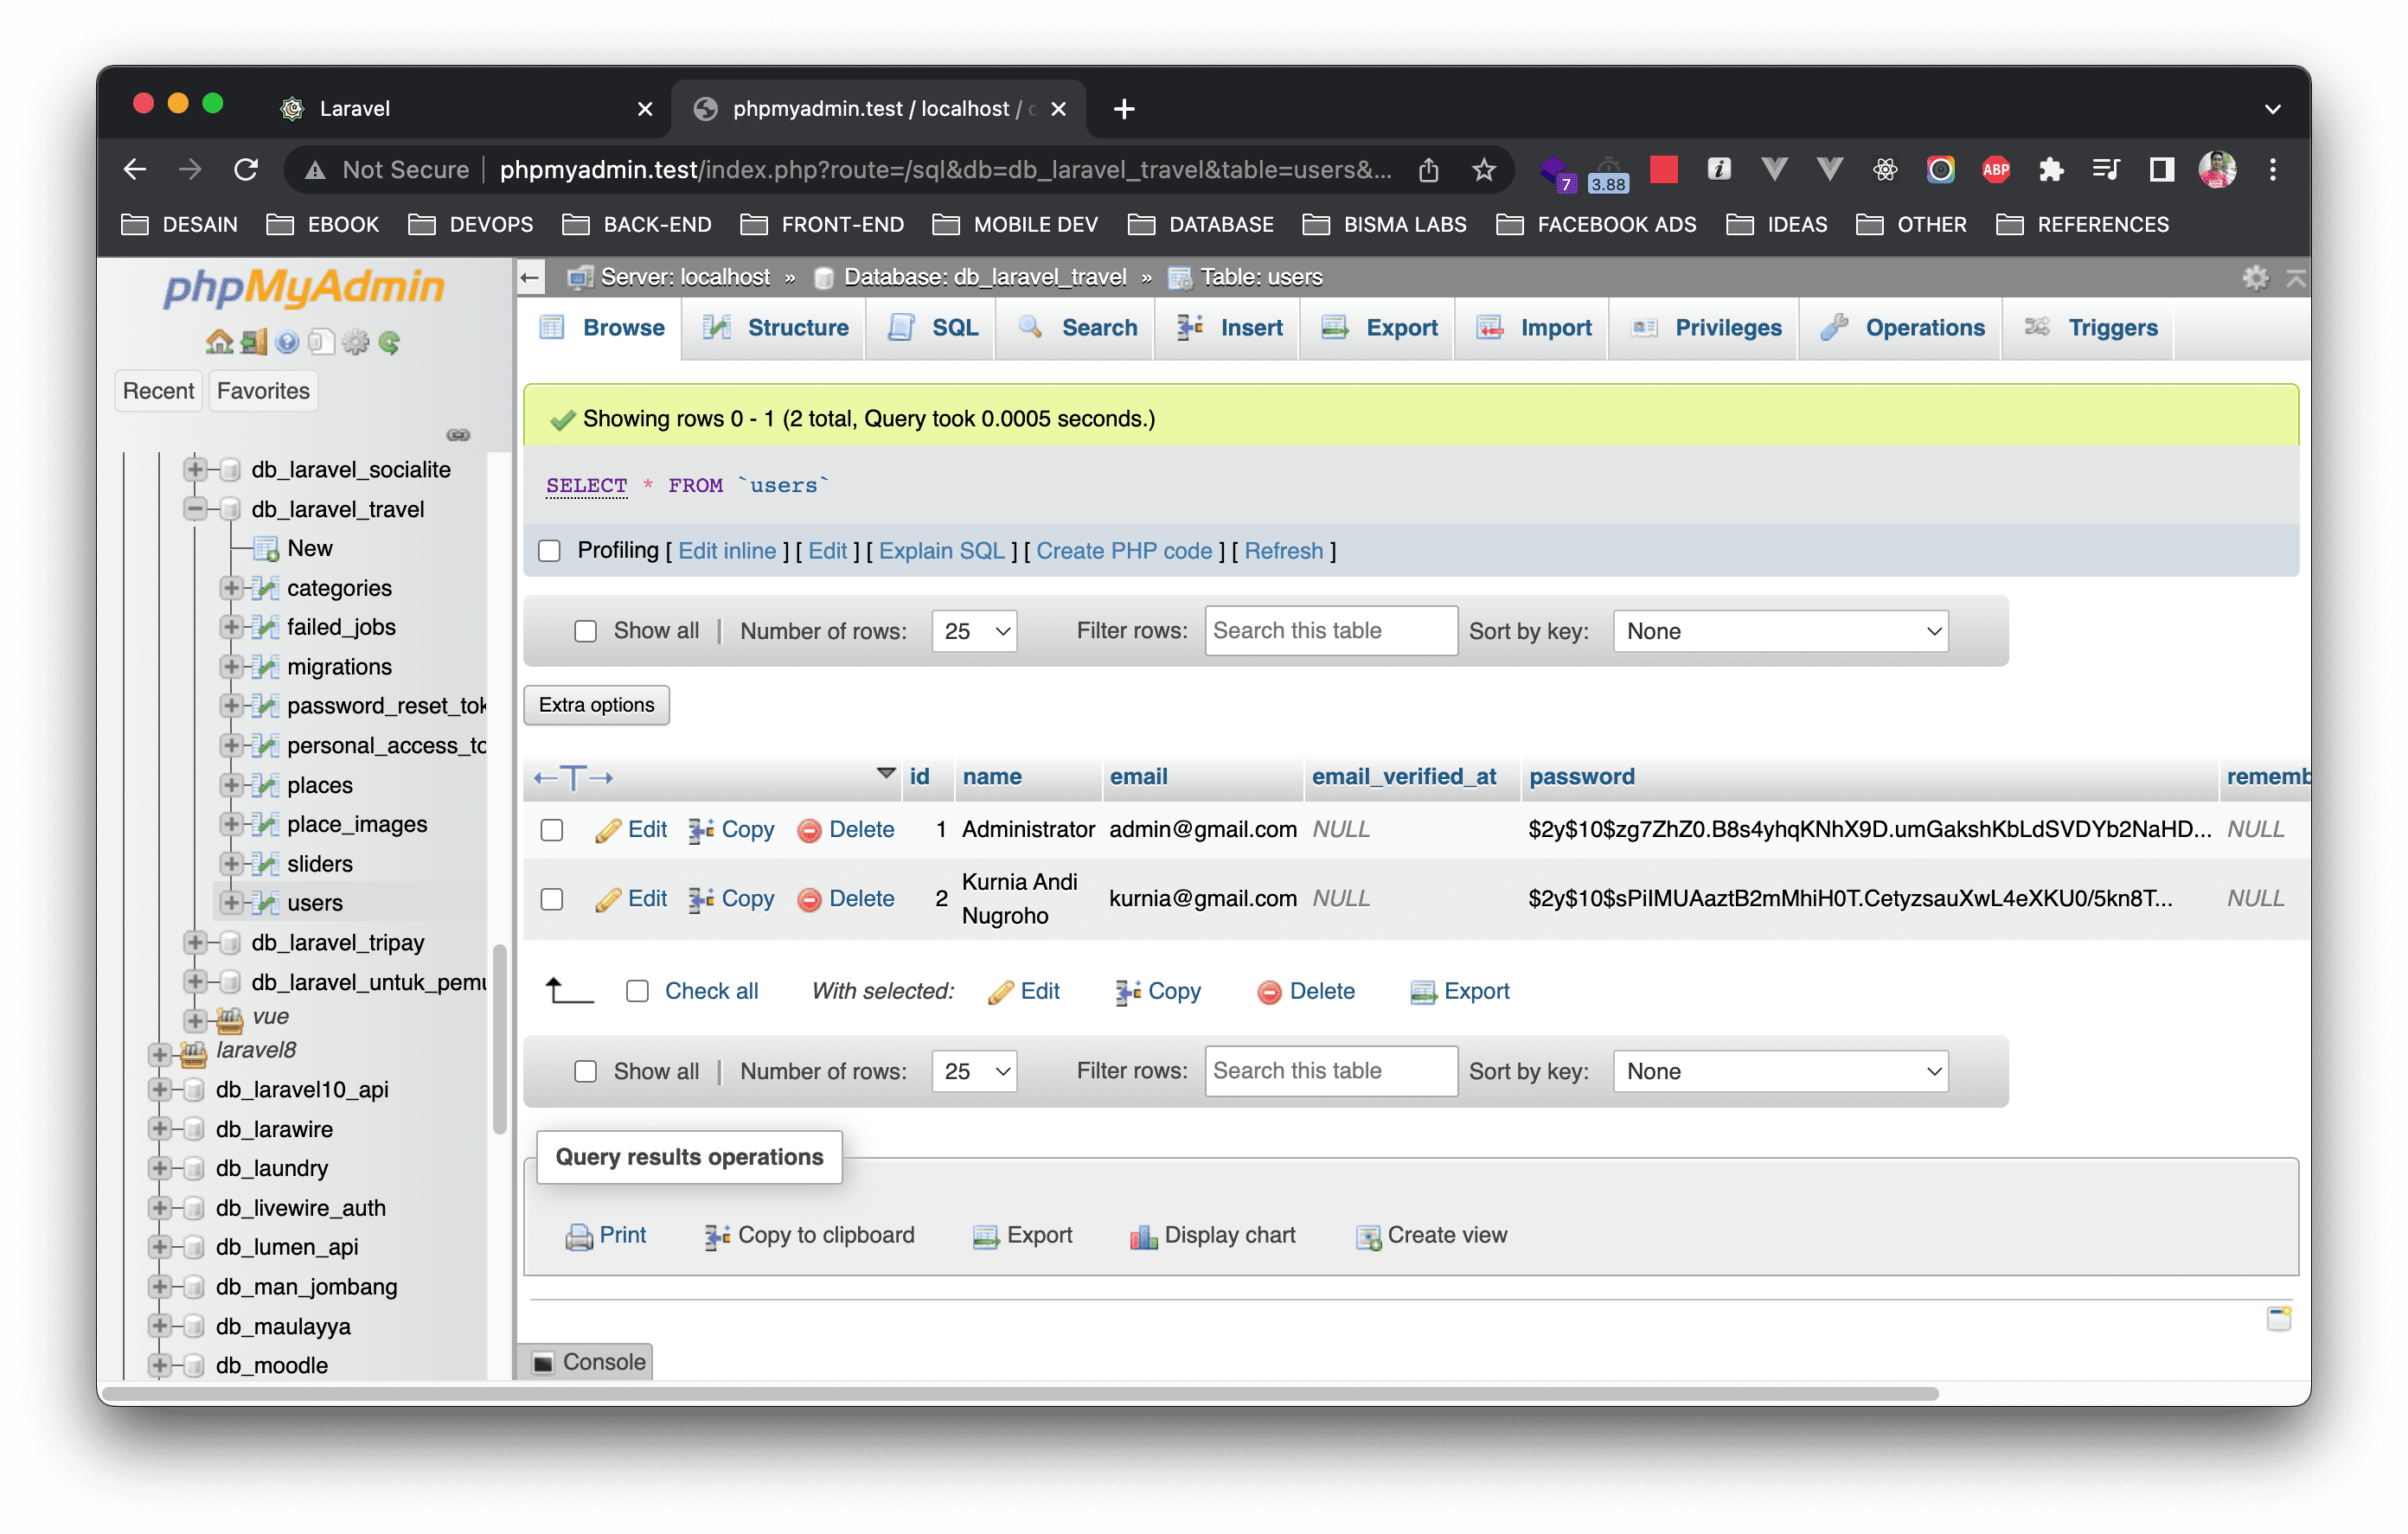 Laravel
phpmyadmin.test / localhost /
Not Secure phpmyadmin.test/index.php?route=/sql&db=db_laravel_travel&table=users&...
7 3.88 ABP
DESAIN EBOOK DEVOPS BACK-END FRONT-END MOBILE DEV DATABASE BISMA LABS FACEBOOK ADS IDEAS OTHER REFERENCES
phpMyAdmin
Recent Favorites
db_laravel_socialite
db_laravel_travel
New
categories
failed_jobs
migrations
password_reset_tok
personal_access_to
places
place_images
sliders
users
db_laravel_tripay
db_laravel_untuk_pemu
vue
laravel8
db_laravel10_api
db_larawire
db_laundry
db_livewire_auth
db_lumen_api
db_man_jombang
db_maulayya
db_moodle
Server: localhost » Database: db_laravel_travel » Table: users
Browse Structure SQL Search Insert Export Import Privileges Operations Triggers
Showing rows 0 - 1 (2 total, Query took 0.0005 seconds.)
SELECT * FROM `users`
Profiling [ Edit inline ] [ Edit ] [ Explain SQL ] [ Create PHP code ] [ Refresh ]
Show all | Number of rows: 25 Filter rows: Search this table Sort by key: None
Extra options
←T→ id name email email_verified_at password rememb
Edit Copy Delete 1 Administrator admin@gmail.com NULL $2y$10$zg7ZhZ0.B8s4yhqKNhX9D.umGakshKbLdSVDYb2NaHD... NULL
Edit Copy Delete 2 Kurnia Andi Nugroho kurnia@gmail.com NULL $2y$10$sPiIMUAaztB2mMhiH0T.CetyzsauXwL4eXKU0/5kn8T... NULL
Check all With selected: Edit Copy Delete Export
Show all | Number of rows: 25 Filter rows: Search this table Sort by key: None
Query results operations
Print Copy to clipboard Export Display chart Create view
Console